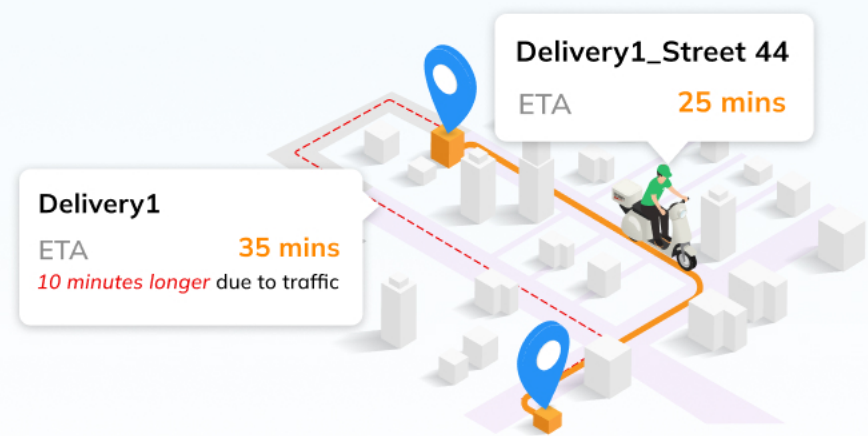 Delivery1_Street 44
ETA 25 mins
Delivery1
ETA 35 mins
10 minutes longer due to traffic